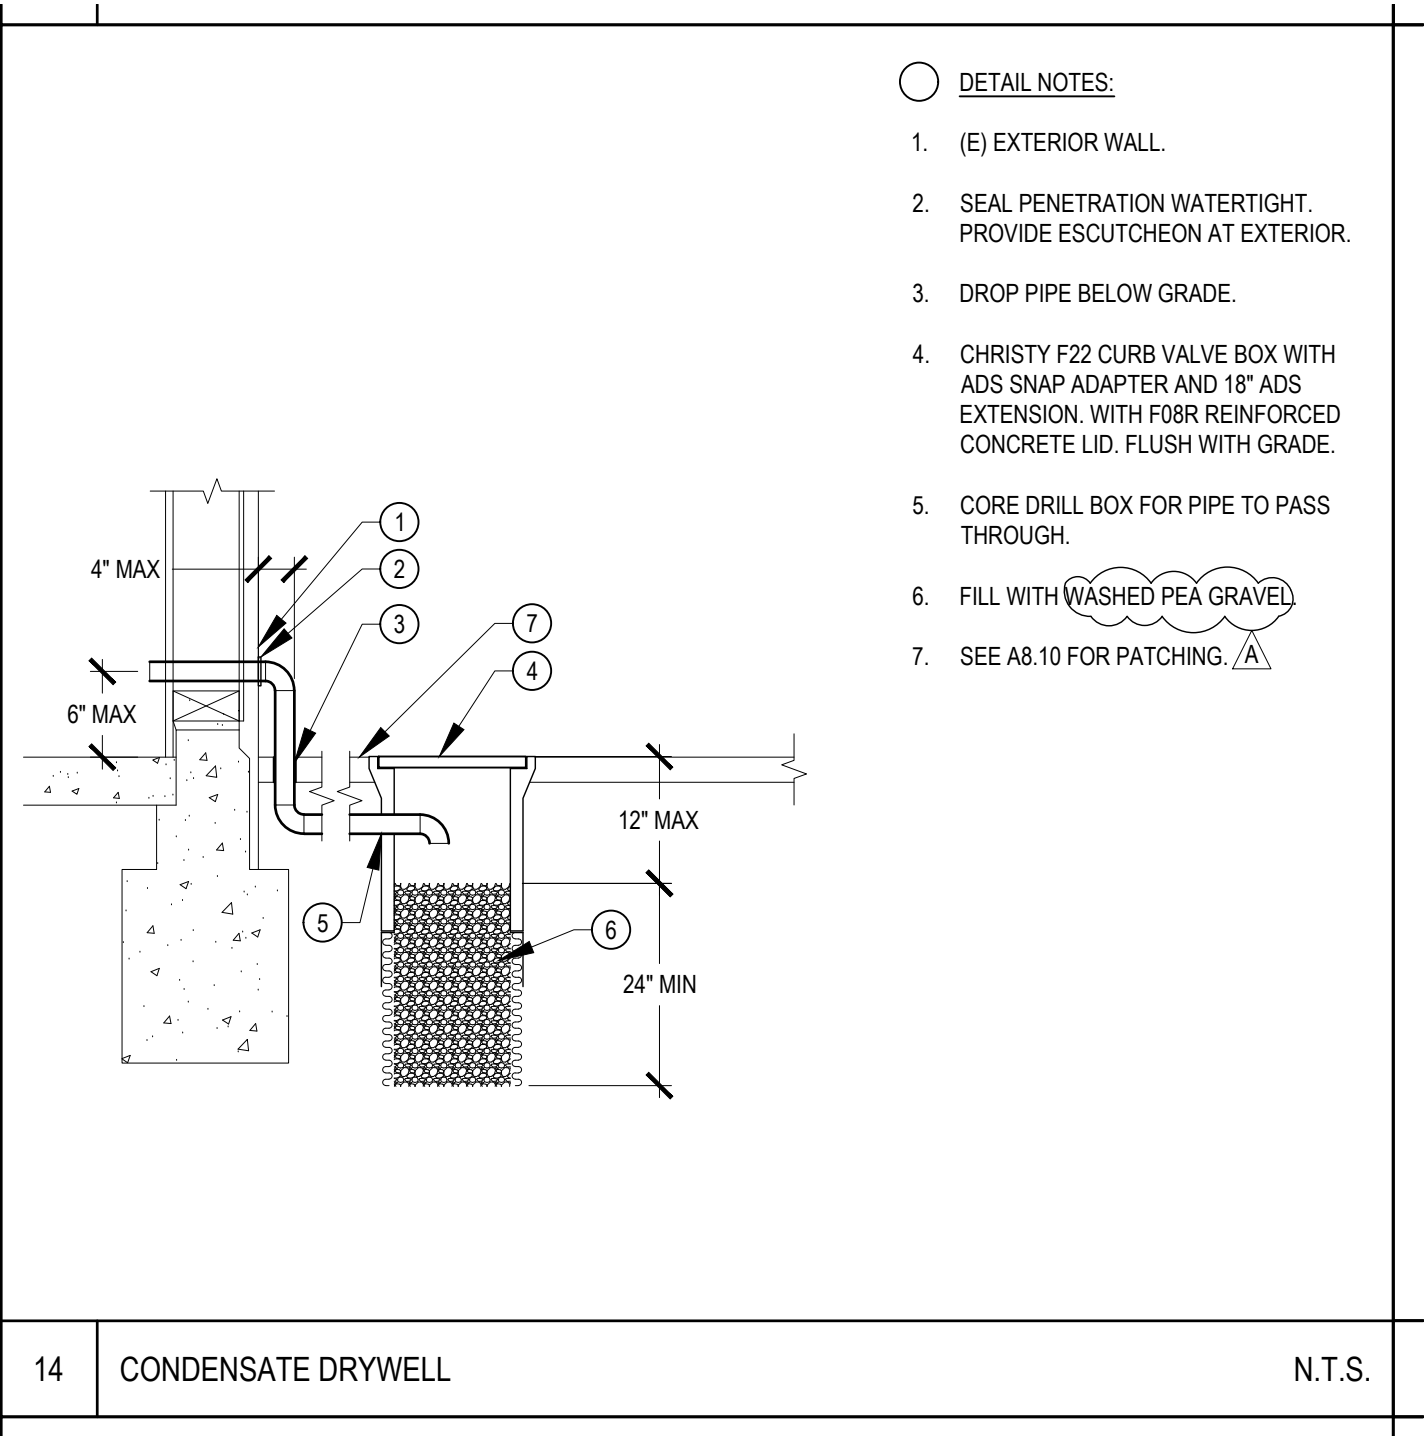 DETAIL NOTES:
1. (E) EXTERIOR WALL.
2. SEAL PENETRATION WATERTIGHT.
PROVIDE ESCUTCHEON AT EXTERIOR.
3. DROP PIPE BELOW GRADE.
4. CHRISTY F22 CURB VALVE BOX WITH
ADS SNAP ADAPTER AND 18" ADS
EXTENSION. WITH F08R REINFORCED
CONCRETE LID. FLUSH WITH GRADE.
5. CORE DRILL BOX FOR PIPE TO PASS
THROUGH.
6. FILL WITH WASHED PEA GRAVEL.
7. SEE A8.10 FOR PATCHING.
A
1
4" MAX
2
3
7
4
6" MAX
12" MAX
5
6
24" MIN
14
CONDENSATE DRYWELL
N.T.S.